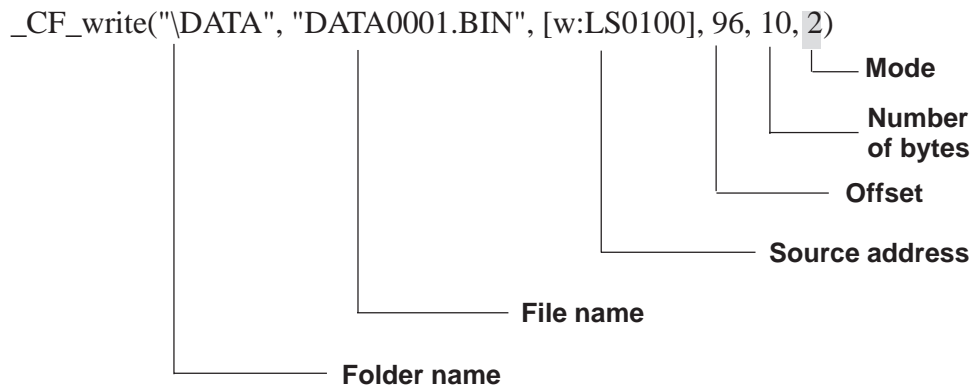 _CF_write("\DATA", "DATA0001.BIN", [w:LS0100], 96, 10, 2)
Mode
Number
of bytes
Offset
Source address
File name
Folder name